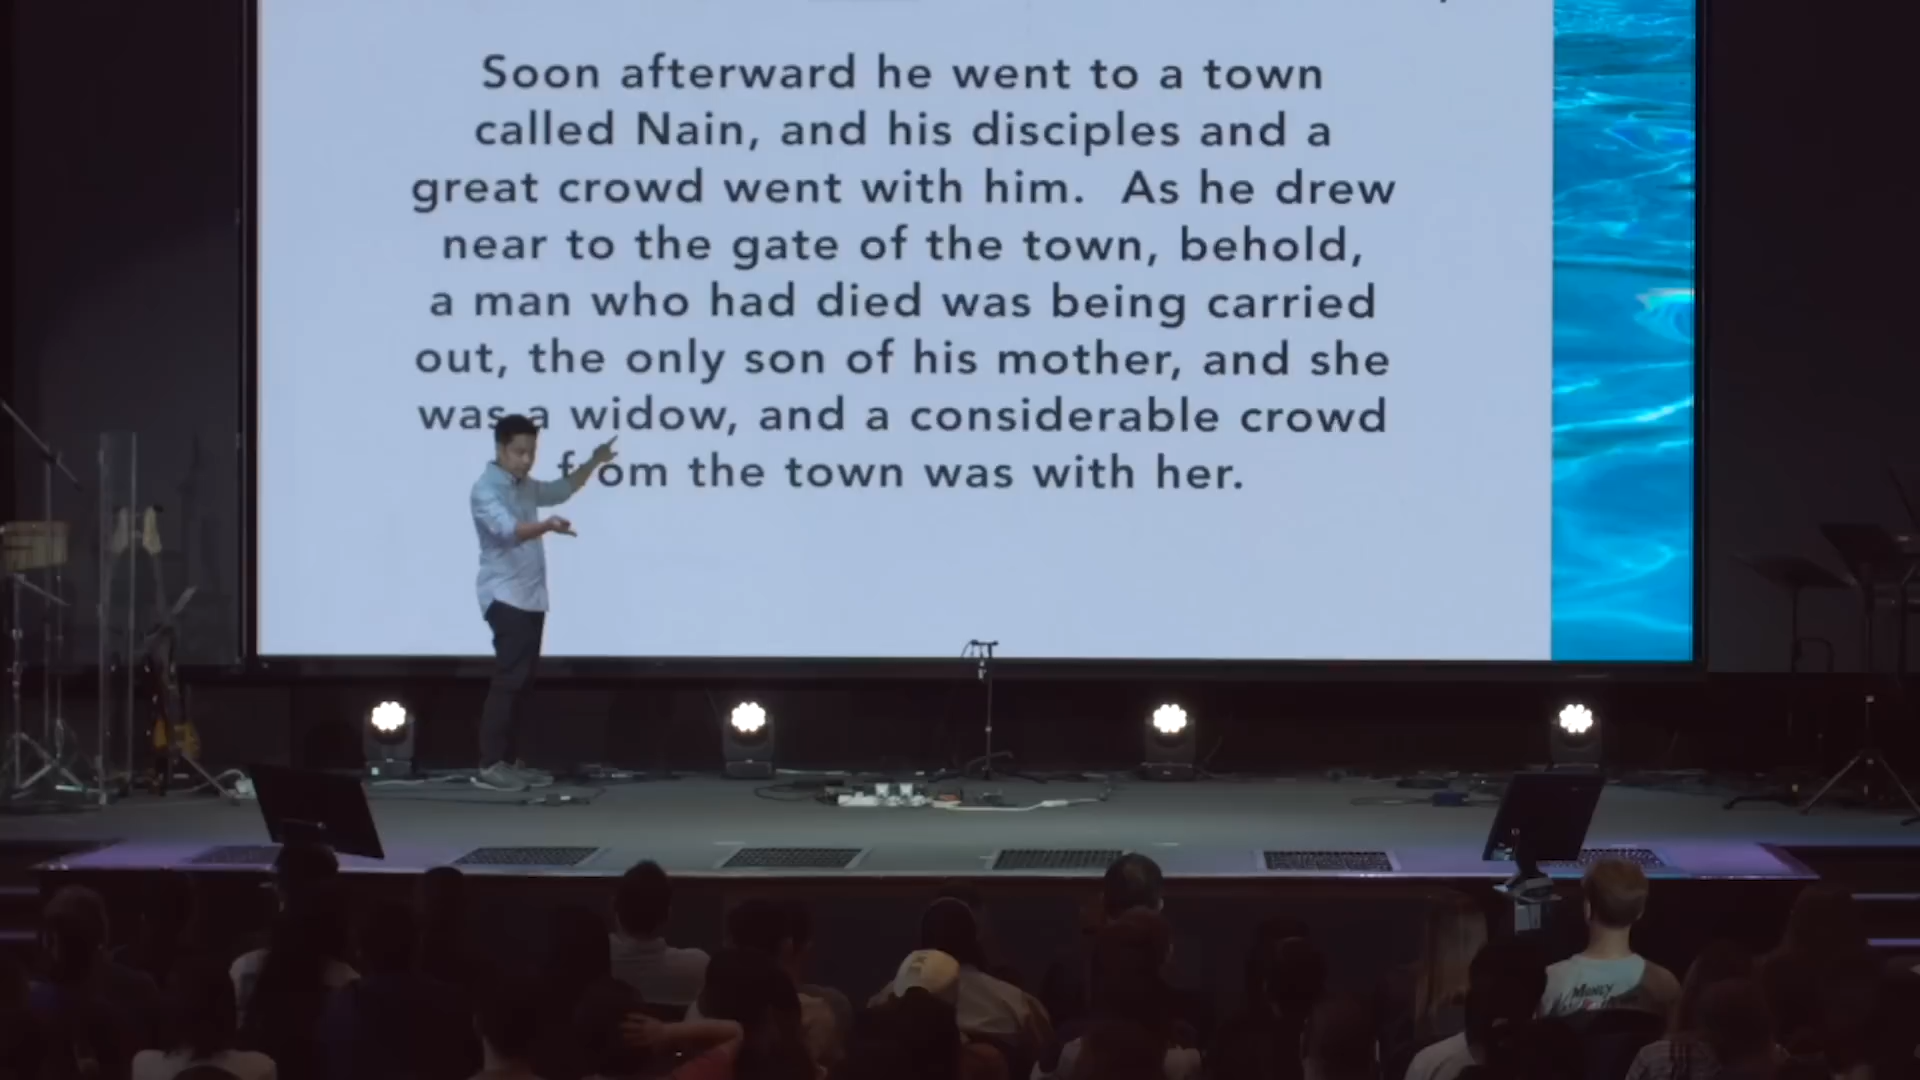 Soon afterward he went to a town
called Nain, and his disciples and a
great crowd went with him. As he drew
near to the gate of the town, behold,
a man who had died was being carried
out, the only son of his mother, and she
was a widow, and a considerable crowd
from the town was with her.